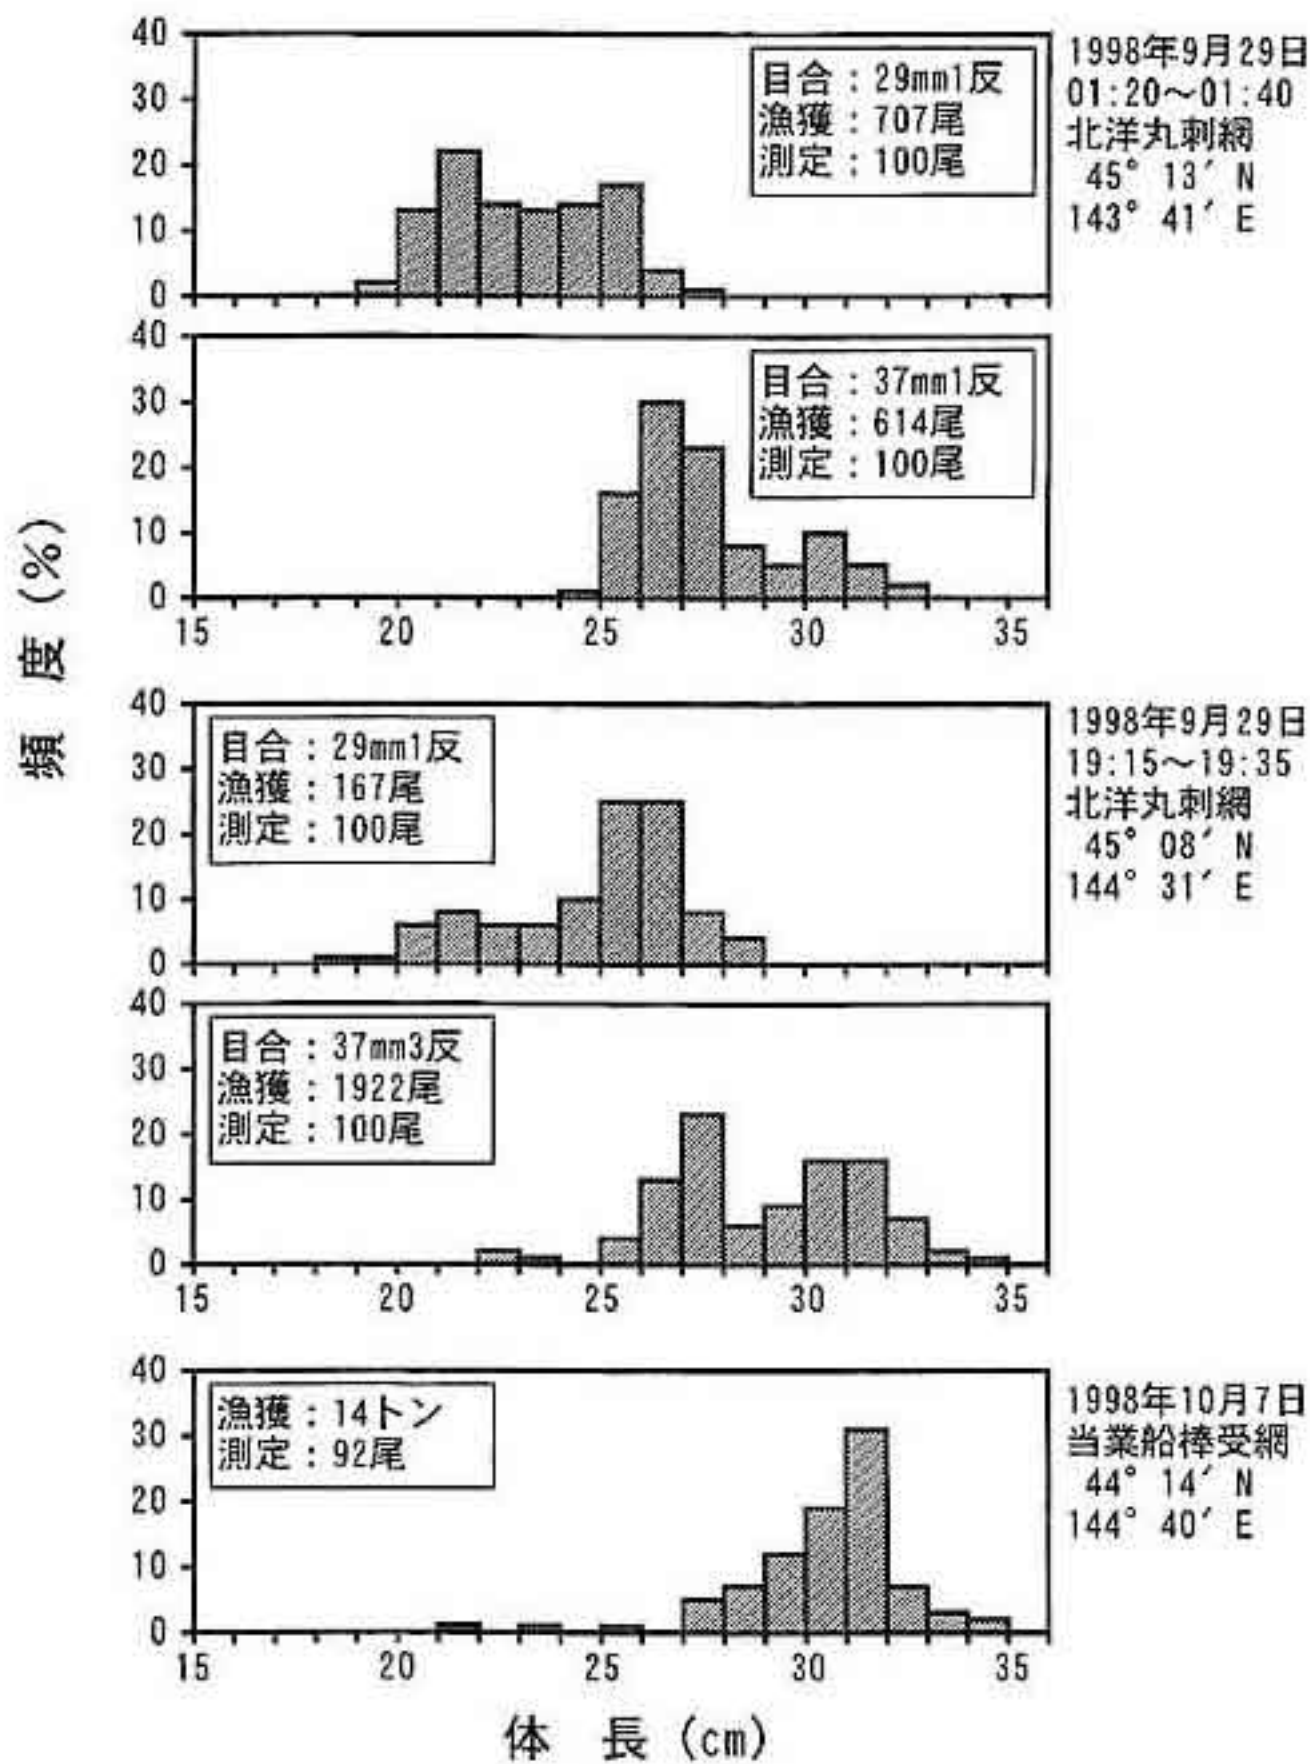 頻度(%)
40
30
20
10
0
目合:29mm1反
漁獲:707尾
測定:100尾
1998年9月29日
01:20～01:40
北洋丸刺網
45° 13′ N
143° 41′ E
40
30
20
10
0
目合:37mm1反
漁獲:614尾
測定:100尾
15 20 25 30 35
40
30
20
10
0
目合:29mm1反
漁獲:167尾
測定:100尾
1998年9月29日
19:15～19:35
北洋丸刺網
45° 08′ N
144° 31′ E
40
30
20
10
0
目合:37mm3反
漁獲:1922尾
測定:100尾
15 20 25 30 35
40
30
20
10
0
漁獲:14トン
測定:92尾
1998年10月7日
当業船棒受網
44° 14′ N
144° 40′ E
15 20 25 30 35
体 長(cm)